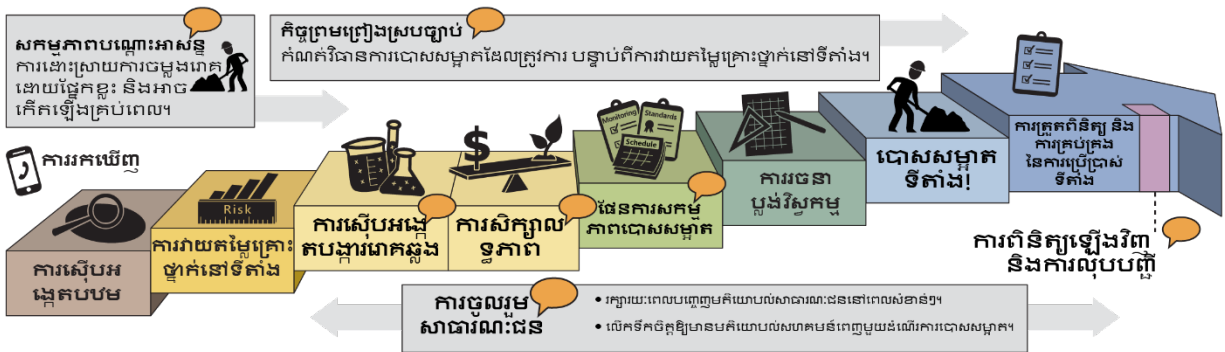 សកម្មភាពបណ្តោះអាសន្ន
ការដោះស្រាយការចម្លងរោគ
ដោយផ្នែកខ្លះ និងអាច
កើតឡើងគ្រប់ពេល។
កិច្ចព្រមព្រៀងស្របច្បាប់
កំណត់វិធានការបោសសម្អាតដែលត្រូវការ បន្ទាប់ពីការវាយតម្លៃគ្រោះថ្នាក់នៅទីតាំង។
ការរកឃើញ
ការស៊ើបអ
ង្កេតបឋម
Risk
ការវាយតម្លៃគ្រោះ
ថ្នាក់នៅទីតាំង
ការស៊ើបអង្កេ
តបង្ការរោគឆ្លង
$
ការសិក្សាល
ទ្ធភាព
Monitoring
Standards
Schedule
ផែនការសកម្ម
ភាពបោសសម្អាត
ការរចនា
ប្លង់វិស្វកម្ម
បោសសម្អាត
ទីតាំង!
ការត្រួតពិនិត្យ និង
ការគ្រប់គ្រង
នៃការប្រើប្រាស់
ទីតាំង
ការពិនិត្យឡើងវិញ
និងការលុបបញ្ជី
ការចូលរួម
សាធារណៈជន
• រក្សារយៈពេលបញ្ចេញមតិយោបល់សាធារណៈជននៅពេលសំខាន់ៗ។
• លើកទឹកចិត្តឱ្យមានមតិយោបល់សហគមន៍ពេញមួយដំណើរការបោសសម្អាត។